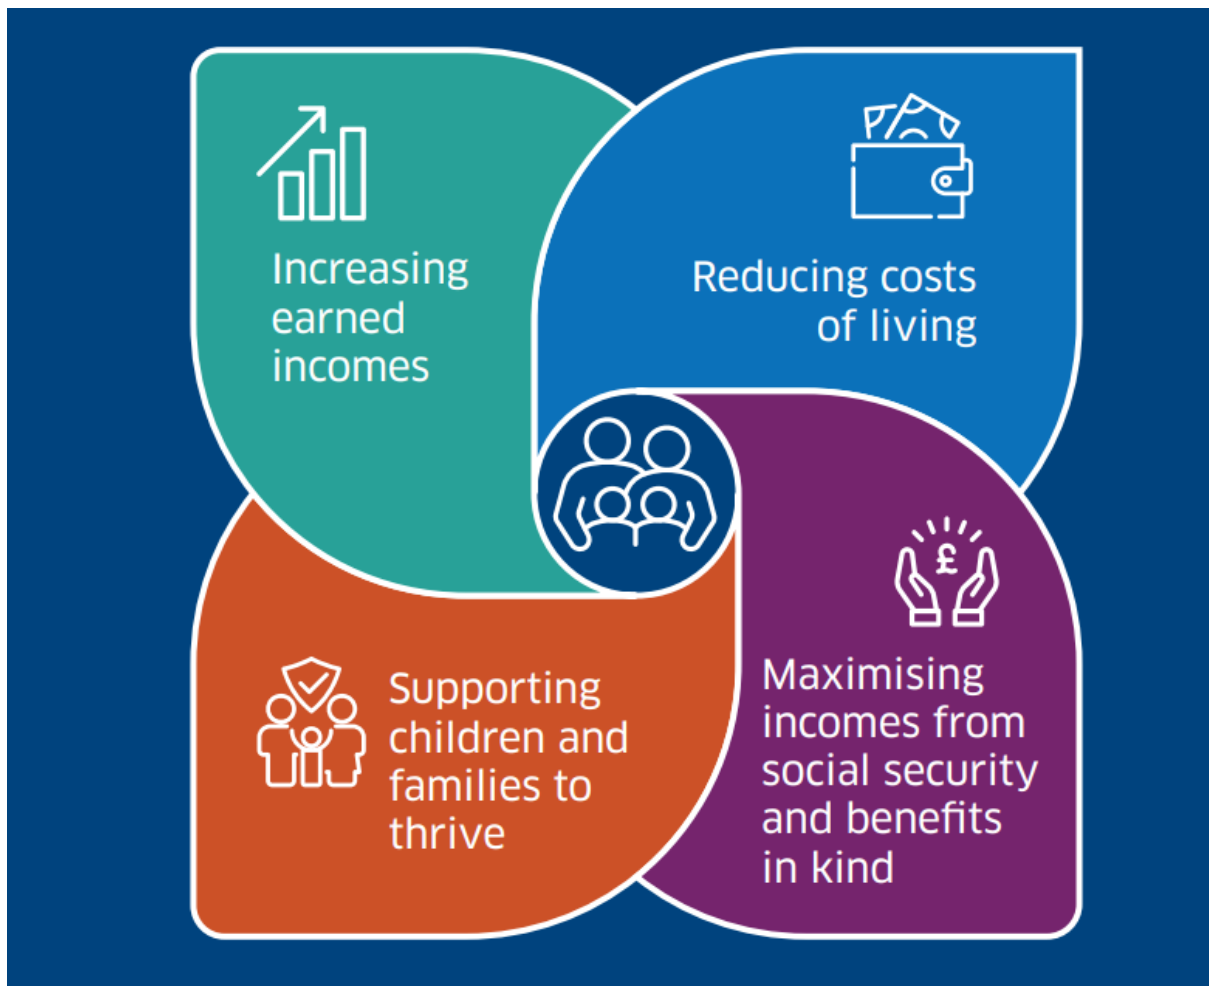 Increasing
earned
incomes
Reducing costs
of living
£
Supporting
children and
families to
thrive
Maximising
incomes from
social security
and benefits
in kind